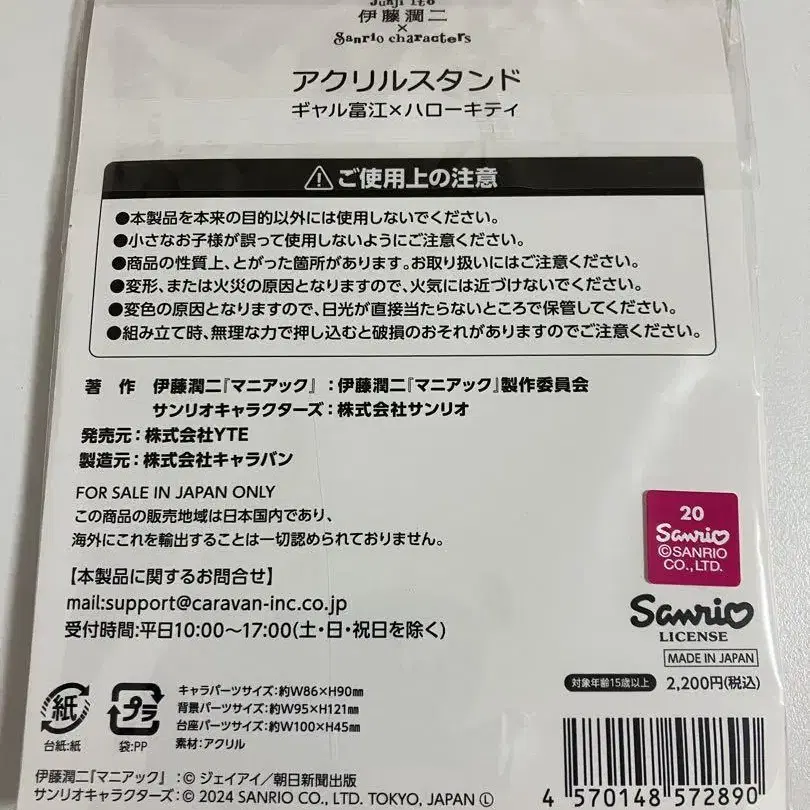 Junji Ito
伊藤潤二
×
Sanrio characters
アクリルスタンド
ギャル富江×ハローキティ
ご使用上の注意
●本製品を本来の目的以外には使用しないでください。
●小さなお子様が誤って使用しないようにご注意ください。
●商品の性質上、とがった箇所があります。お取り扱いにはご注意ください。
●変形、または火災の原因となりますので、火気には近づけないでください。
●変色の原因となりますので、日光が直接当たらないところで保管してください。
●組み立て時、無理な力で押し込むと破損のおそれがありますのでご注意ください。
著 作 伊藤潤二『マニアック』:伊藤潤二『マニアック』製作委員会
サンリオキャラクターズ:株式会社サンリオ
発売元:株式会社YTE
製造元:株式会社キャラバン
FOR SALE IN JAPAN ONLY
この商品の販売地域は日本国内であり、
海外にこれを輸出することは一切認められておりません。
【本製品に関するお問合せ】
mail:support@caravan-inc.co.jp
受付時間:平日10:00～17:00(土・日・祝日を除く)
20
Sanrio
©SANRIO
CO.,LTD.
Sanrio
LICENSE
MADE IN JAPAN
対象年齢15歳以上 2,200円(税込)
紙
台紙:紙
プラ
袋:PP
キャラパーツサイズ:約W86×H90㎜
背景パーツサイズ:約W95×H121㎜
台座パーツサイズ:約W100×H45㎜
素材:アクリル
伊藤潤二『マニアック』:© ジェイアイ/朝日新聞出版
サンリオキャラクターズ:© 2024 SANRIO CO., LTD. TOKYO, JAPAN Ⓛ
4 570148 572890